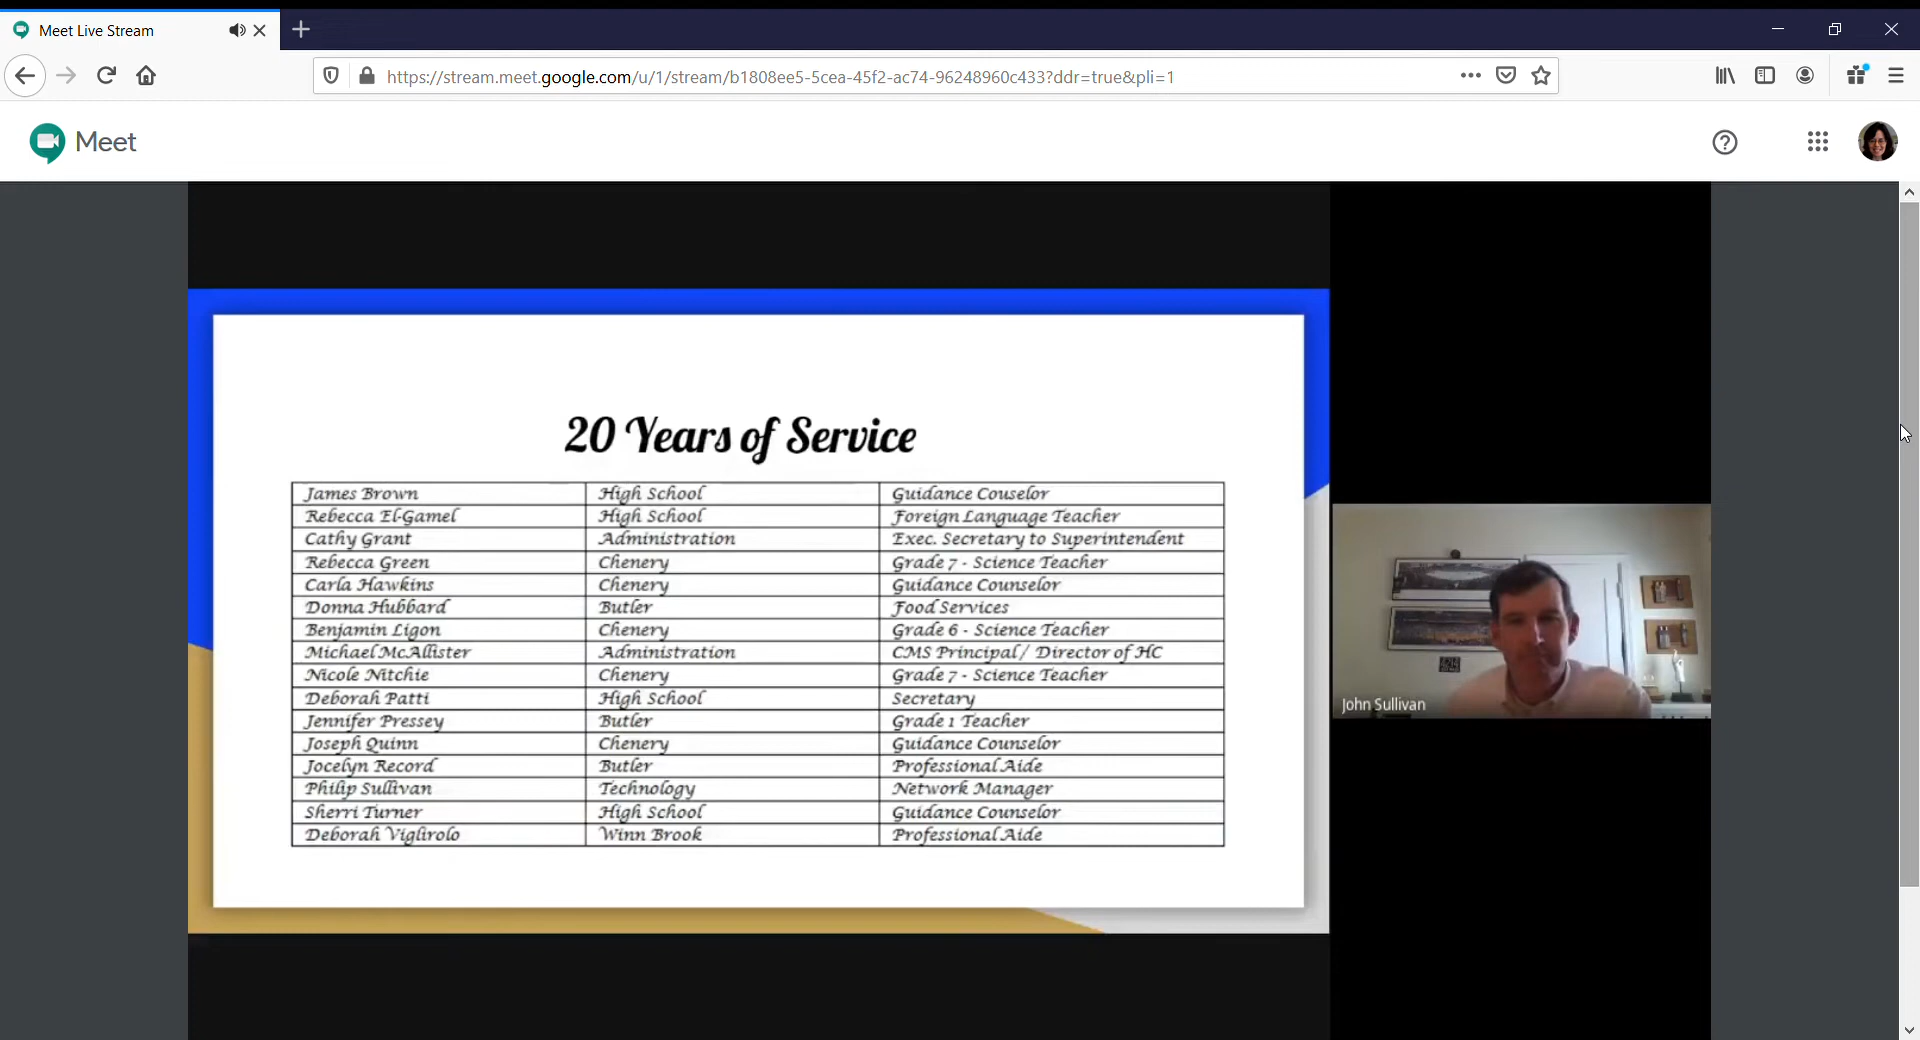 Meet Live Stream
https://stream.meet.google.com/u/1/stream/b1808ee5-5cea-45f2-ac74-96248960c433?ddr=true&pli=1
Meet
20 Years of Service
James Brown High School Guidance Couselor
Rebecca El-Gamel High School Foreign Language Teacher
Cathy Grant Administration Exec. Secretary to Superintendent
Rebecca Green Chenery Grade 7 - Science Teacher
Carla Hawkins Chenery Guidance Counselor
Donna Hubbard Butler Food Services
Benjamin Ligon Chenery Grade 6 - Science Teacher
Michael McAllister Administration CMS Principal/ Director of HC
Nicole Nitchie Chenery Grade 7 - Science Teacher
Deborah Patti High School Secretary
Jennifer Pressey Butler Grade 1 Teacher
Joseph Quinn Chenery Guidance Counselor
Jocelyn Record Butler Professional Aide
Philip Sullivan Technology Network Manager
Sherri Turner High School Guidance Counselor
Deborah Viglirolo Winn Brook Professional Aide
John Sullivan